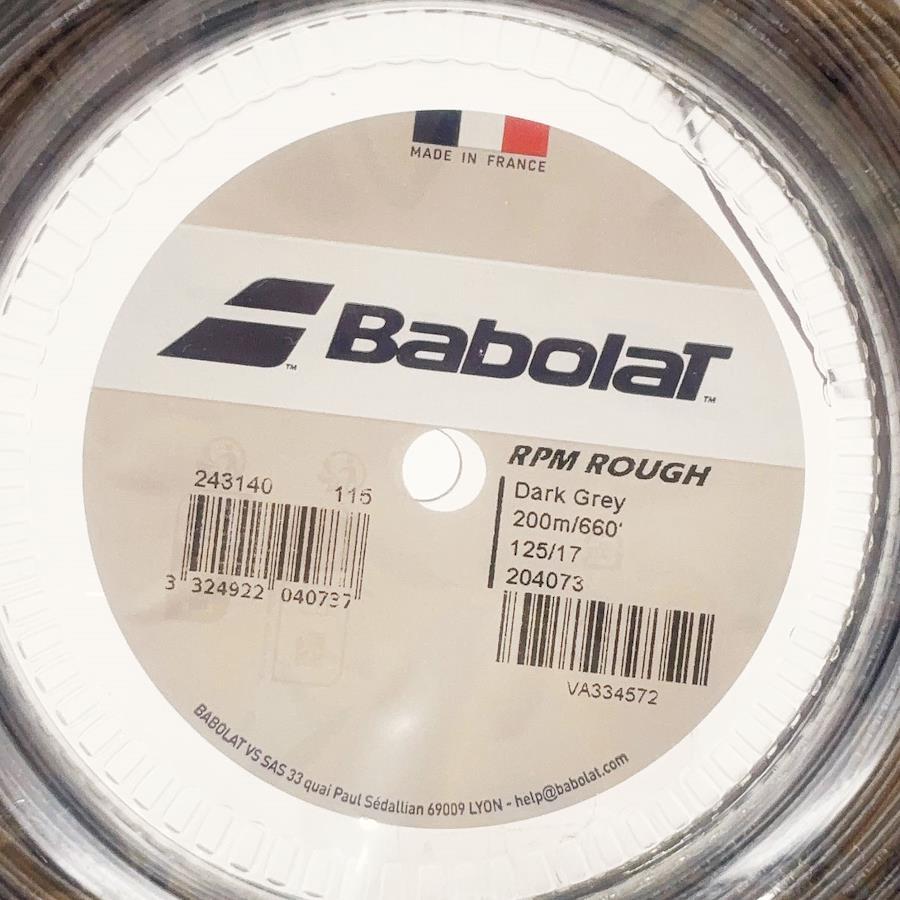 MADE IN FRANCE
Babolat
RPM ROUGH
Dark Grey
200m/660'
125/17
204073
VA334572
243140 115
3 324922 040737
BABOLAT VS SAS 33 quai Paul Sédallian 69009 LYON - help@babolat.com